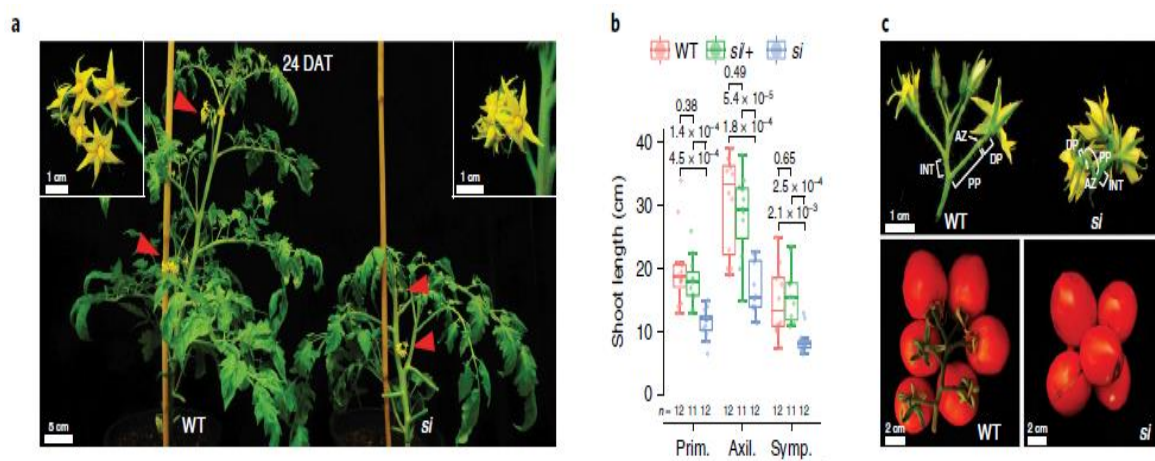 a
24 DAT
1 cm
1 cm
WT
si
5 cm
b
WT
si/+
si
0.49
0.38
5.4 × 10⁻⁵
1.4 × 10⁻⁴
1.8 × 10⁻⁴
4.5 × 10⁻⁴
0.65
2.5 × 10⁻⁴
2.1 × 10⁻³
Shoot length (cm)
40
30
20
10
0
n = 12 11 12 12 11 12 12 11 12
Prim. Axil. Symp.
c
AZ
DP
INT
PP
1 cm
WT
DP
PP
AZ
INT
si
2 cm
WT
2 cm
si